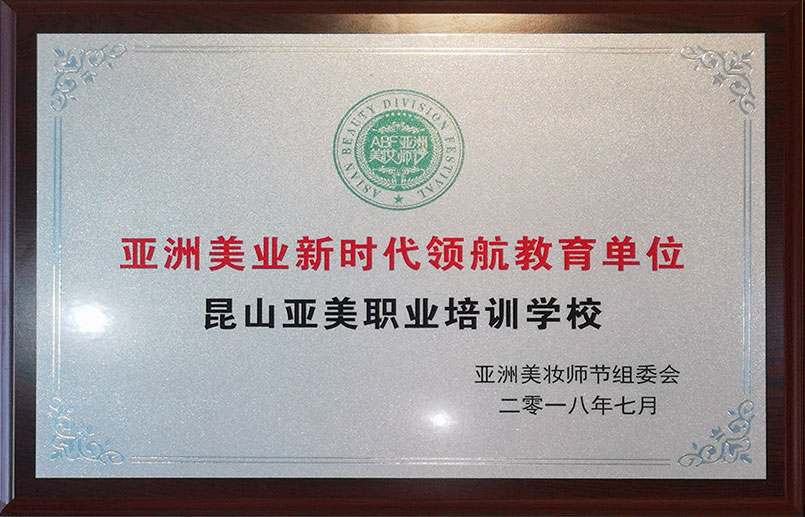 ASIAN BEAUTY DIVISION FESTIVAL
ABF亚洲
美妆师节
亚洲美业新时代领航教育单位
昆山亚美职业培训学校
亚洲美妆师节组委会
二零一八年七月